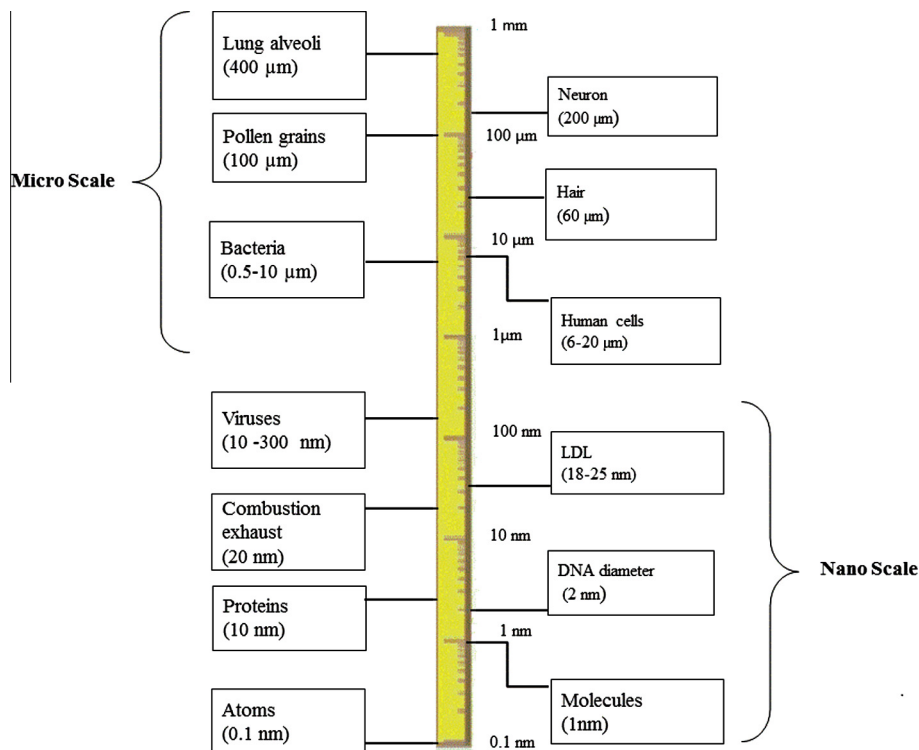 Lung alveoli
(400 µm)
Pollen grains
(100 µm)
Micro Scale
Bacteria
(0.5-10 µm)
Viruses
(10 -300 nm)
Combustion
exhaust
(20 nm)
Proteins
(10 nm)
Atoms
(0.1 nm)
1 mm
100 µm
10 µm
1µm
100 nm
10 nm
1 nm
0.1 nm
Neuron
(200 µm)
Hair
(60 µm)
Human cells
(6-20 µm)
LDL
(18-25 nm)
DNA diameter
(2 nm)
Nano Scale
Molecules
(1nm)